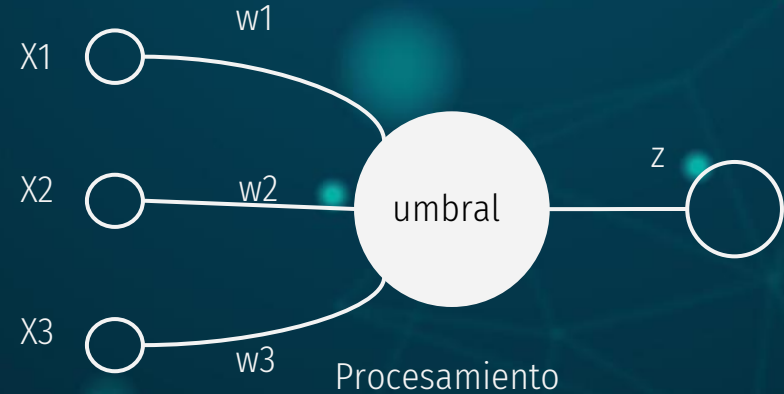 w1
X1
X2
w2
umbral
z
X3
w3
Procesamiento